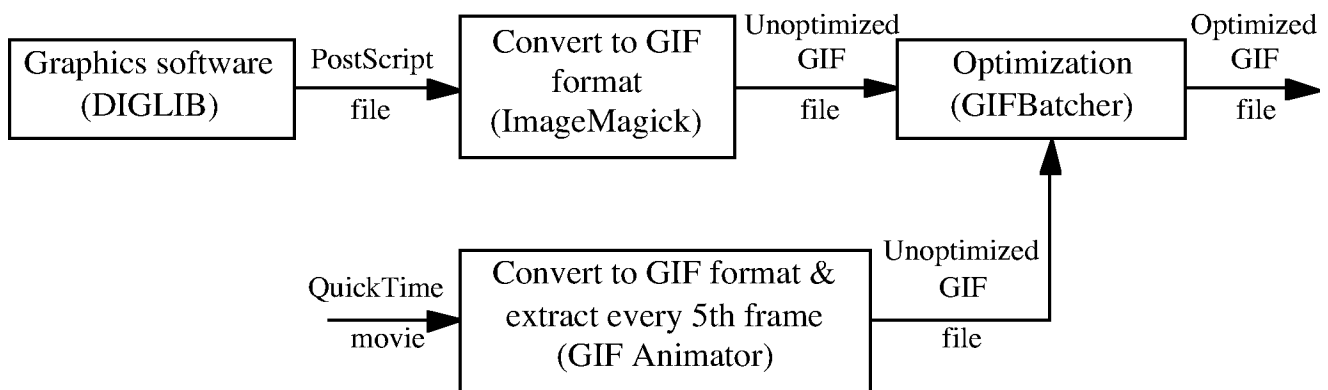 Graphics software
(DIGLIB)
PostScript
file
Convert to GIF
format
(ImageMagick)
Unoptimized
GIF
file
Optimization
(GIFBatcher)
Optimized
GIF
file
QuickTime
movie
Convert to GIF format &
extract every 5th frame
(GIF Animator)
Unoptimized
GIF
file